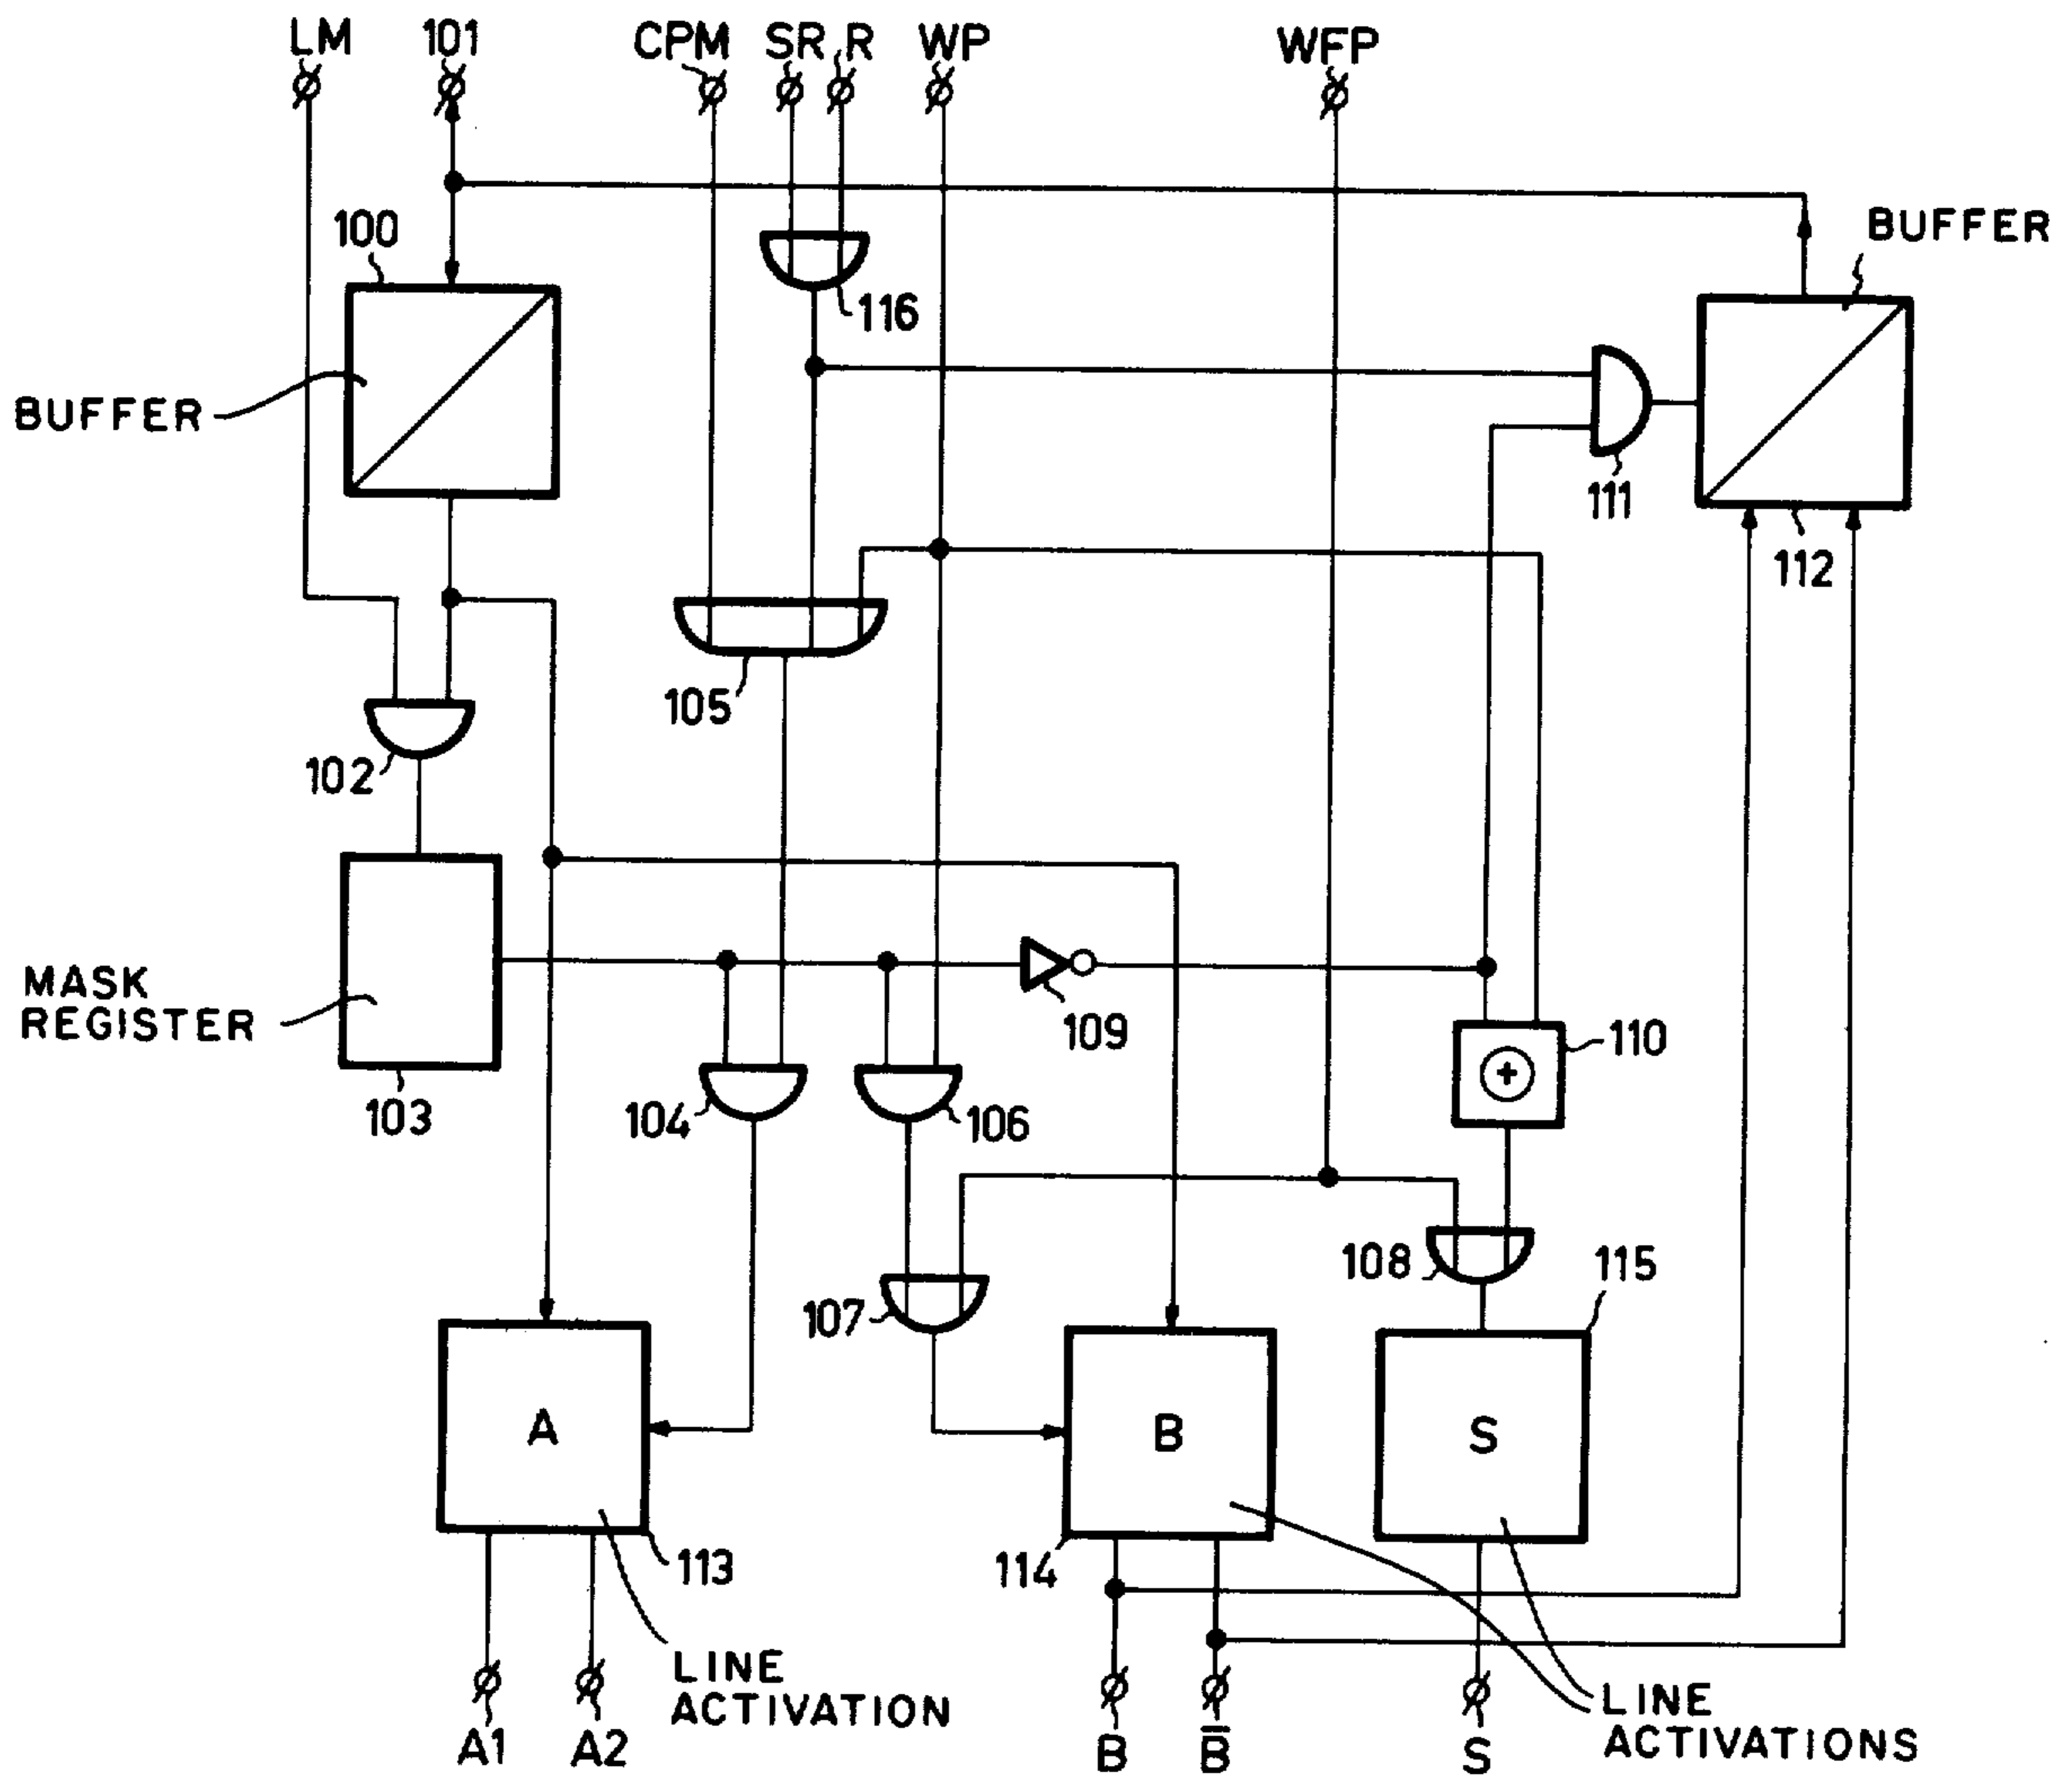 LM 101 CPM SR R WP WFP
100
BUFFER
116
BUFFER
111
112
105
102
MASK
REGISTER
103
109
110
+
104
106
108
115
107
A
B
S
113
114
LINE
ACTIVATION
LINE
ACTIVATIONS
A1 A2 B B̅ S